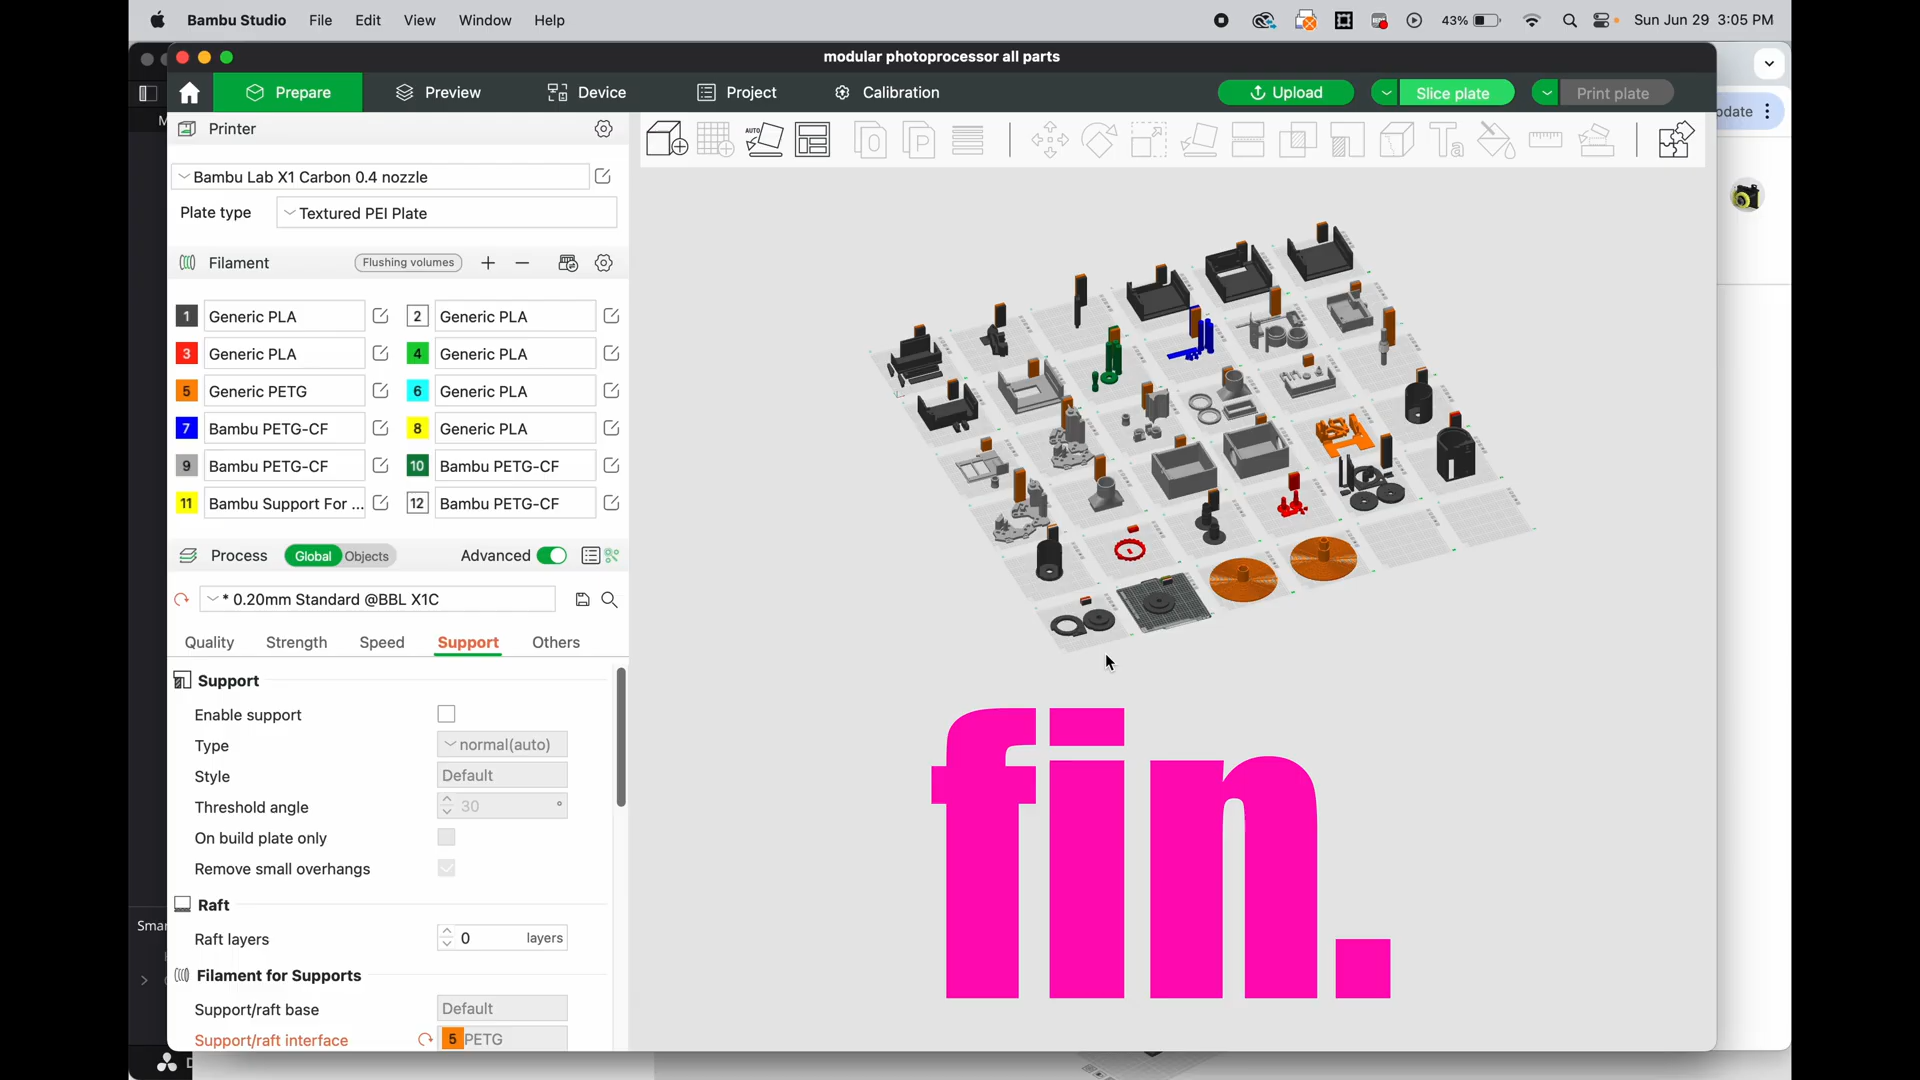 Bambu Studio File Edit View Window Help 43% Sun Jun 29 3:05 PM
modular photoprocessor all parts
Prepare Preview Device Project Calibration Upload Slice plate Print plate
Printer
Bambu Lab X1 Carbon 0.4 nozzle
Plate type Textured PEI Plate
Filament Flushing volumes
1 Generic PLA 2 Generic PLA
3 Generic PLA 4 Generic PLA
5 Generic PETG 6 Generic PLA
7 Bambu PETG-CF 8 Generic PLA
9 Bambu PETG-CF 10 Bambu PETG-CF
11 Bambu Support For ... 12 Bambu PETG-CF
Process Global Objects Advanced
* 0.20mm Standard @BBL X1C
Quality Strength Speed Support Others
Support
Enable support
Type normal(auto)
Style Default
Threshold angle 30 °
On build plate only
Remove small overhangs
Raft
Raft layers 0 layers
Filament for Supports
Support/raft base Default
Support/raft interface 5 PETG
AUTO
fin.